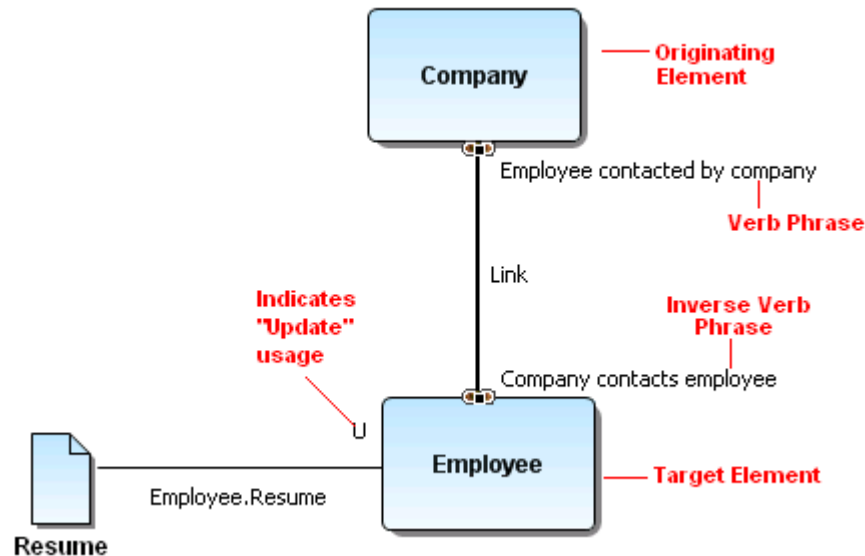 Company
Originating
Element
Employee contacted by company
Verb Phrase
Link
Indicates
"Update"
usage
Inverse Verb
Phrase
Company contacts employee
U
Employee
Target Element
Employee.Resume
Resume